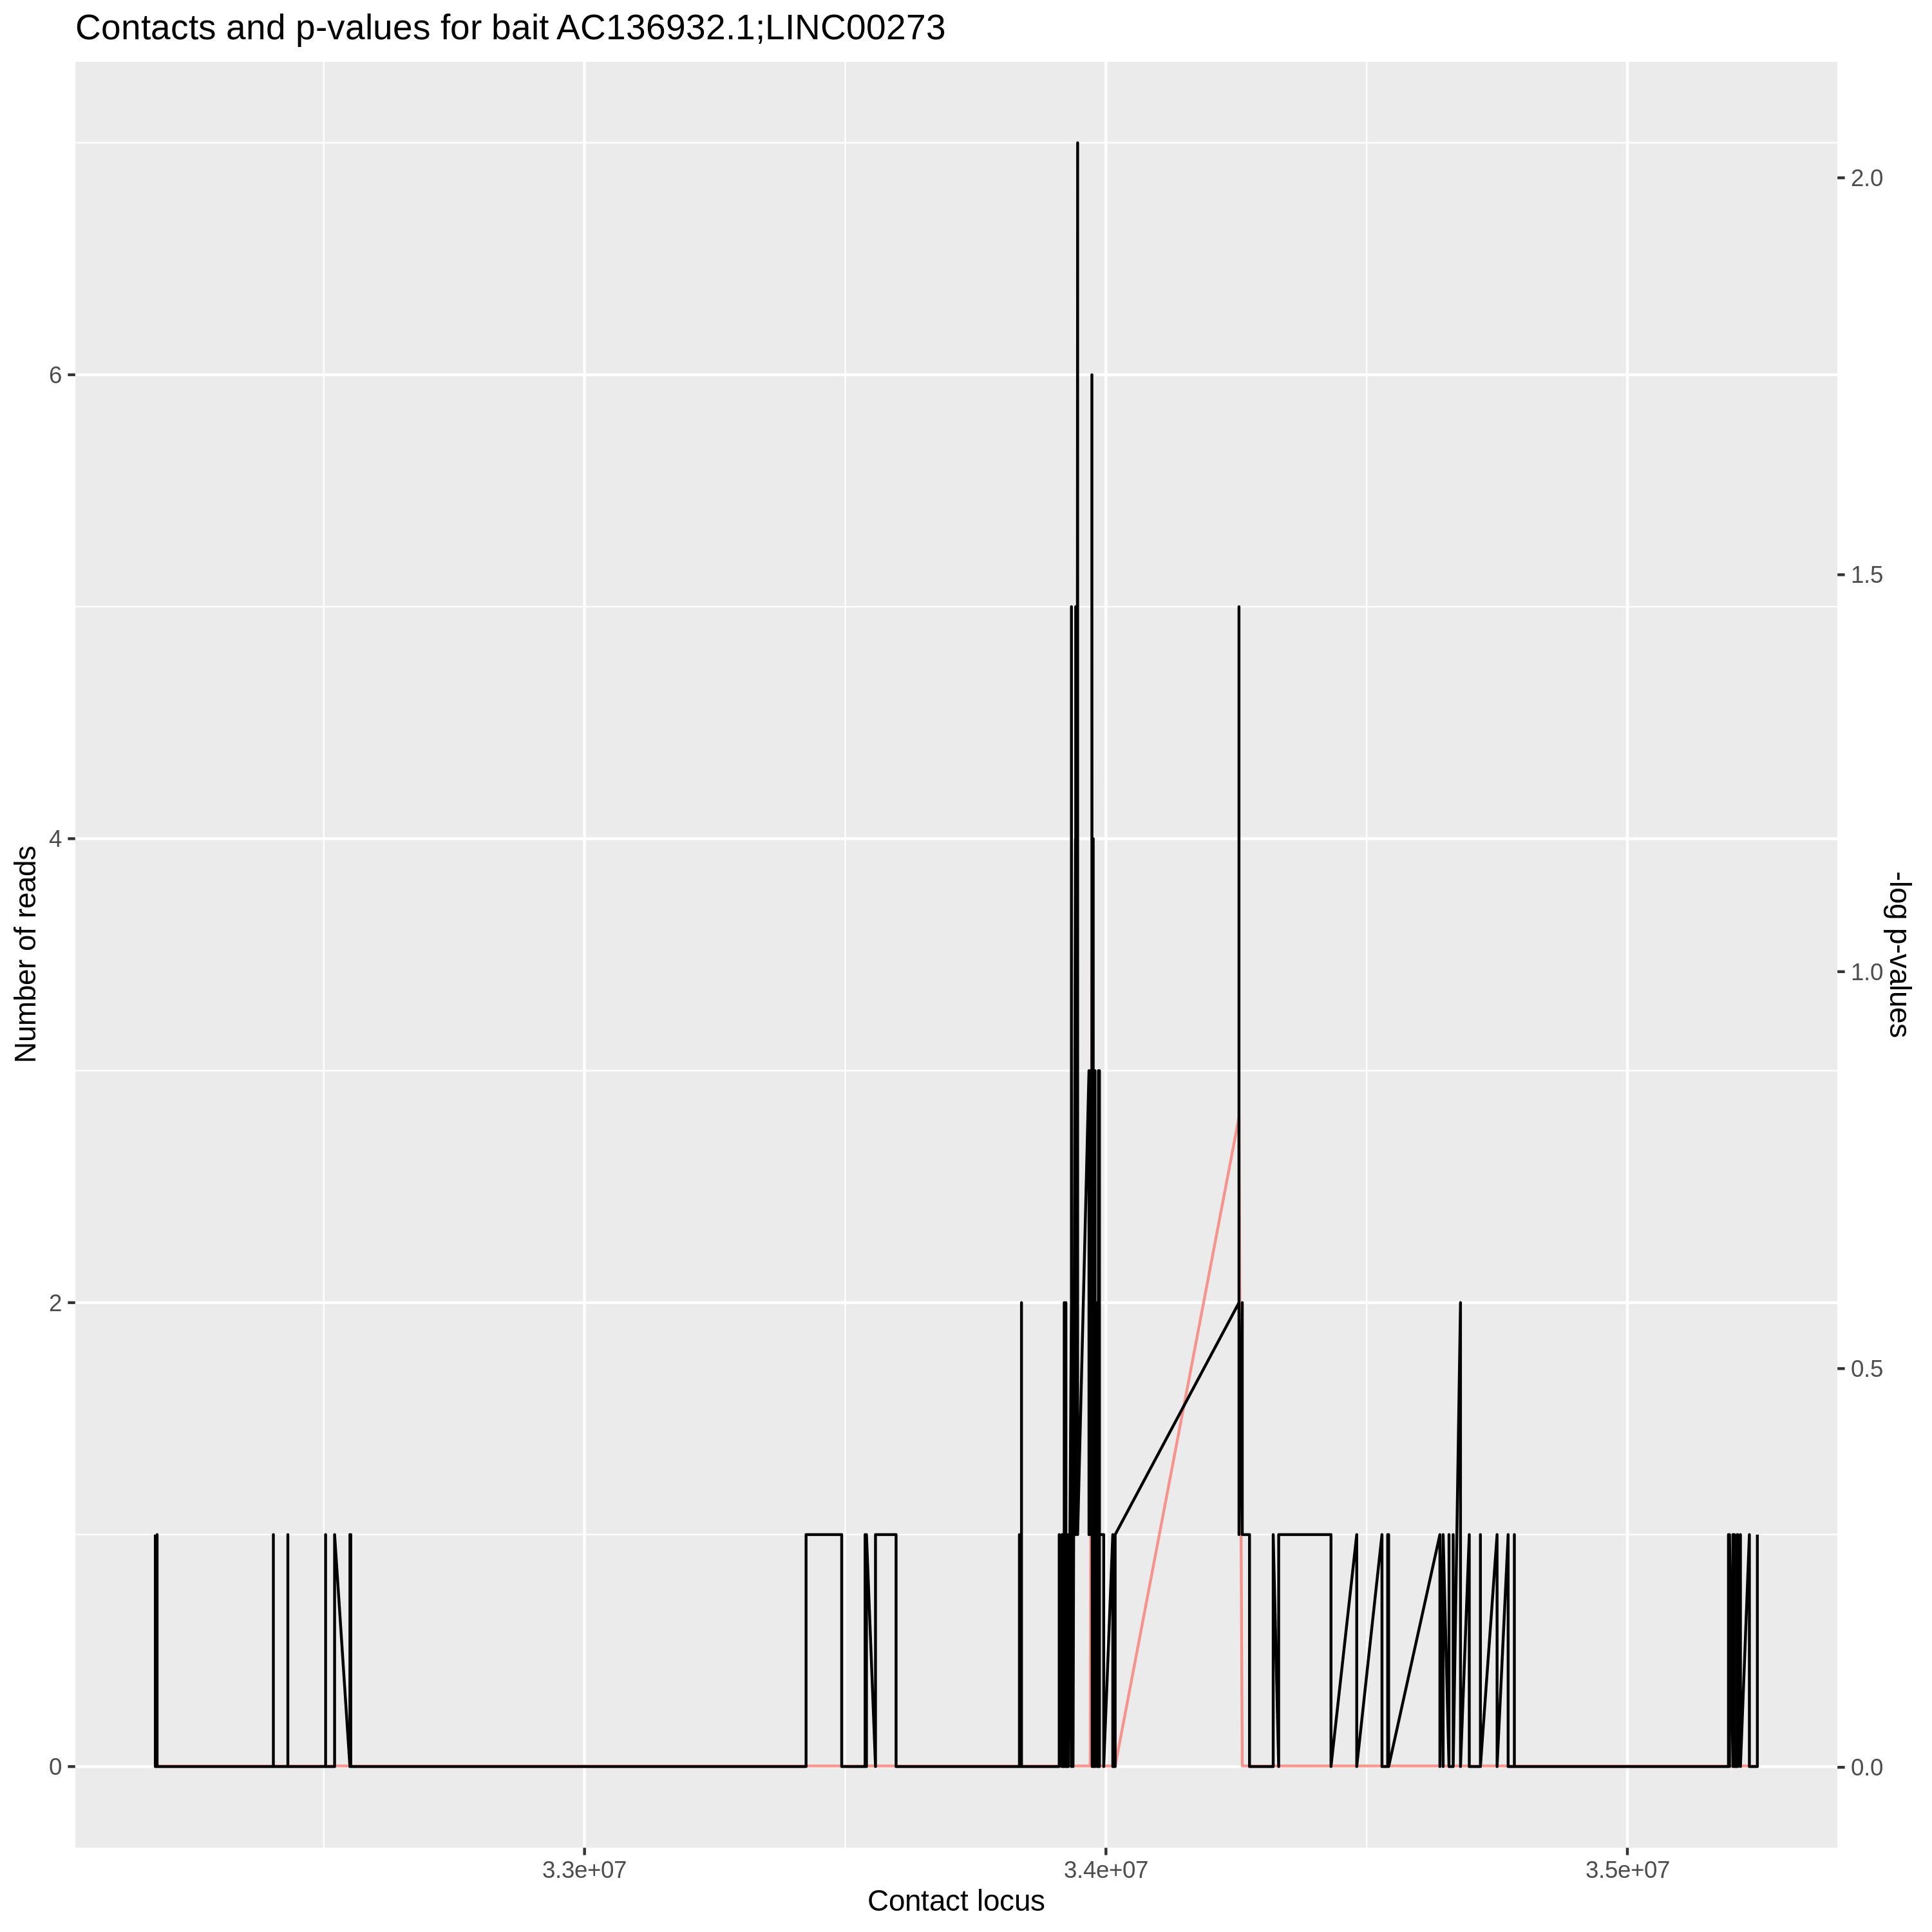 Contacts and p-values for bait AC136932.1;LINC00273
Number of reads
6
4
2
0
2.0
1.5
1.0
0.5
0.0
-log p-values
3.3e+07
3.4e+07
3.5e+07
Contact locus